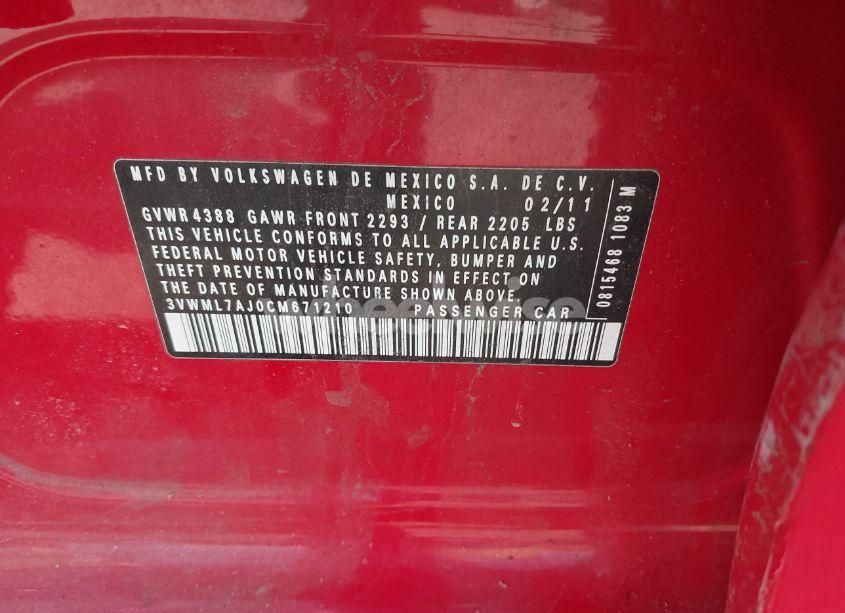 MFD BY VOLKSWAGEN DE MEXICO S.A. DE C.V.
MEXICO 02/11
GVWR 4388 GAWR FRONT 2293 / REAR 2205 LBS
THIS VEHICLE CONFORMS TO ALL APPLICABLE U.S.
FEDERAL MOTOR VEHICLE SAFETY, BUMPER AND
THEFT PREVENTION STANDARDS IN EFFECT ON
THE DATE OF MANUFACTURE SHOWN ABOVE.
3VWML7AJ0CM671210 PASSENGER CAR
0815468 1083 M